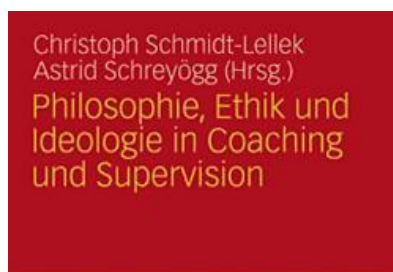 Christoph Schmidt-Lellek
Astrid Schreyögg (Hrsg.)
Philosophie, Ethik und
Ideologie in Coaching
und Supervision